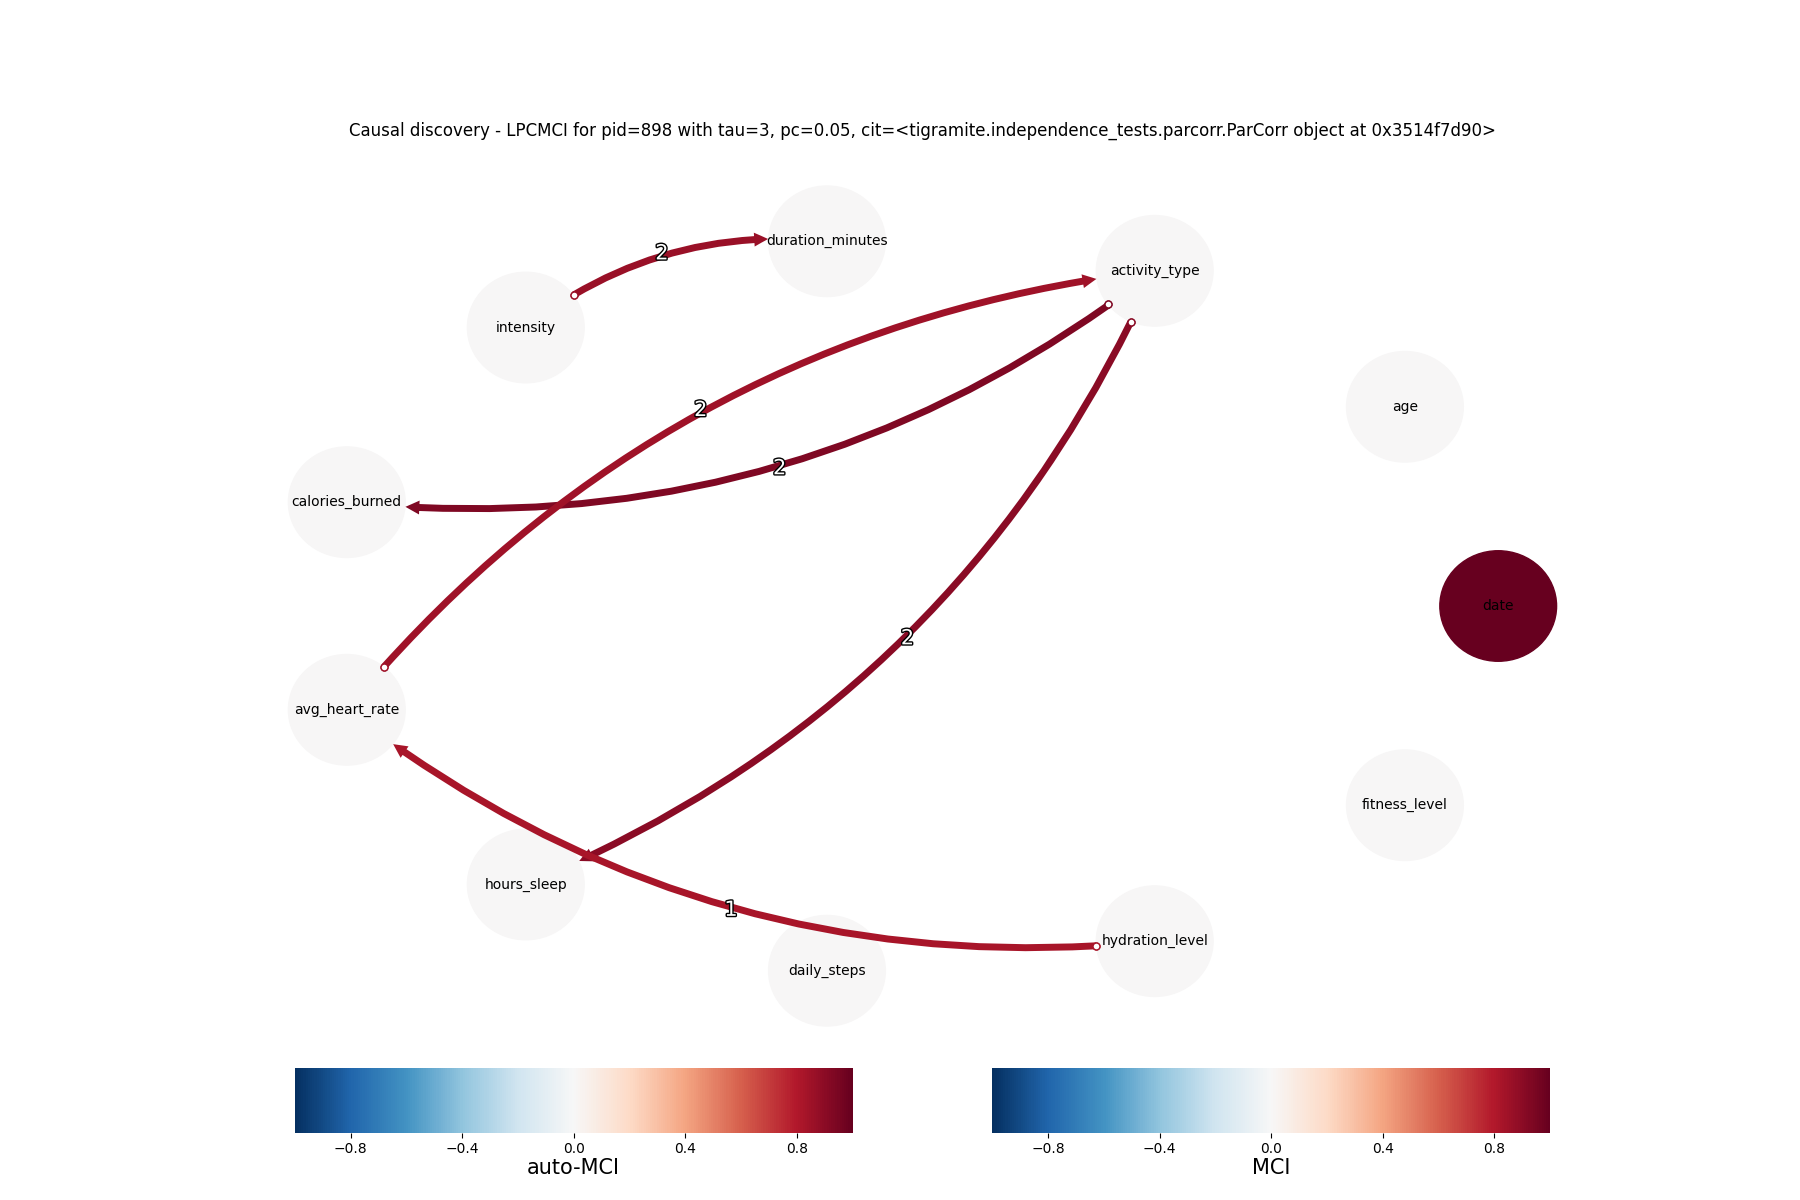 Causal discovery - LPCMCI for pid=898 with tau=3, pc=0.05, cit=<tigramite.independence_tests.parcorr.ParCorr object at 0x3514f7d90>
duration_minutes
2
activity_type
intensity
age
2
2
calories_burned
date
2
avg_heart_rate
fitness_level
hours_sleep
1
hydration_level
daily_steps
−0.8 −0.4 0.0 0.4 0.8
auto-MCI
−0.8 −0.4 0.0 0.4 0.8
MCI